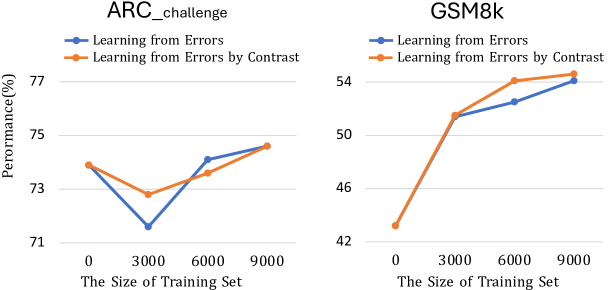 ARC_challenge
Learning from Errors
Learning from Errors by Contrast
Perormance(%)
77
75
73
71
0 3000 6000 9000
The Size of Training Set
GSM8k
Learning from Errors
Learning from Errors by Contrast
54
50
46
42
0 3000 6000 9000
The Size of Training Set